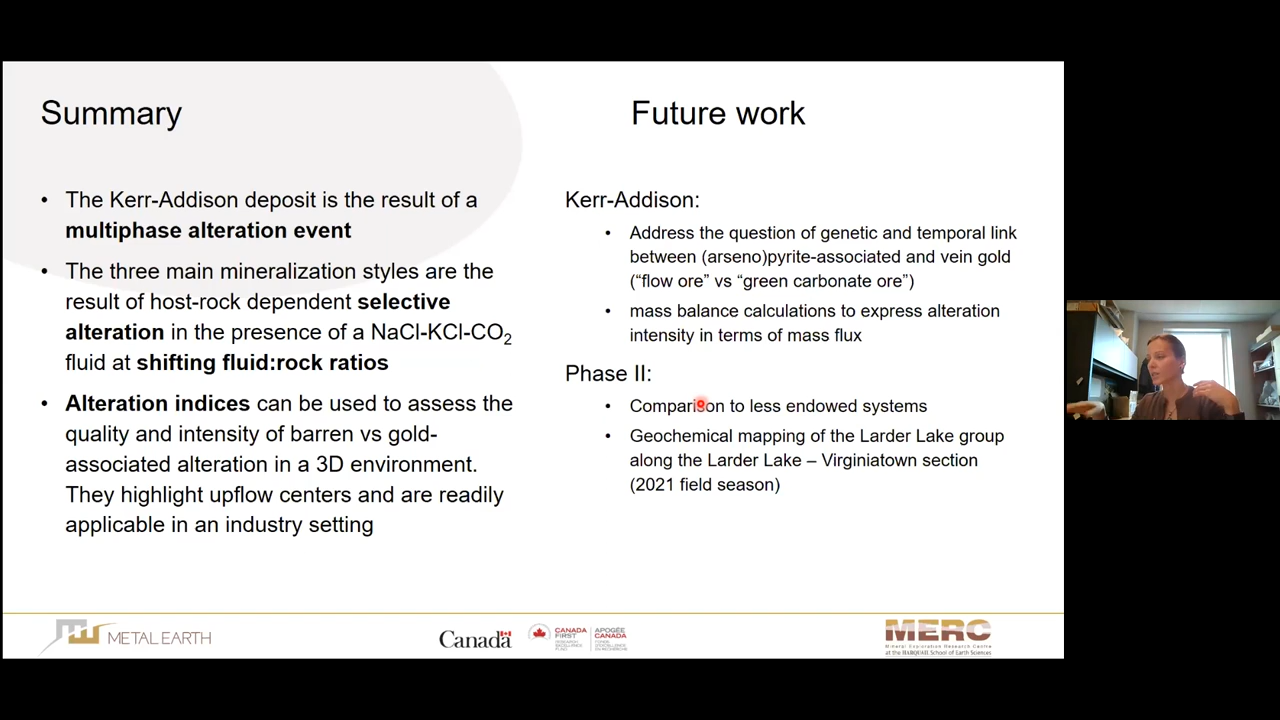 Summary
The Kerr-Addison deposit is the result of a
multiphase alteration event
The three main mineralization styles are the
result of host-rock dependent selective
alteration in the presence of a NaCl-KCl-CO2
fluid at shifting fluid:rock ratios
Alteration indices can be used to assess the
quality and intensity of barren vs gold-
associated alteration in a 3D environment.
They highlight upflow centers and are readily
applicable in an industry setting
Future work
Kerr-Addison:
Address the question of genetic and temporal link
between (arseno)pyrite-associated and vein gold
(“flow ore” vs “green carbonate ore”)
mass balance calculations to express alteration
intensity in terms of mass flux
Phase II:
Comparison to less endowed systems
Geochemical mapping of the Larder Lake group
along the Larder Lake – Virginiatown section
(2021 field season)
METAL EARTH
Canada
CANADA
FIRST
RESEARCH
EXCELLENCE
FUND
APOGÉE
CANADA
MERC
Mineral Exploration Research Centre
at the HARQUAIL School of Earth Sciences